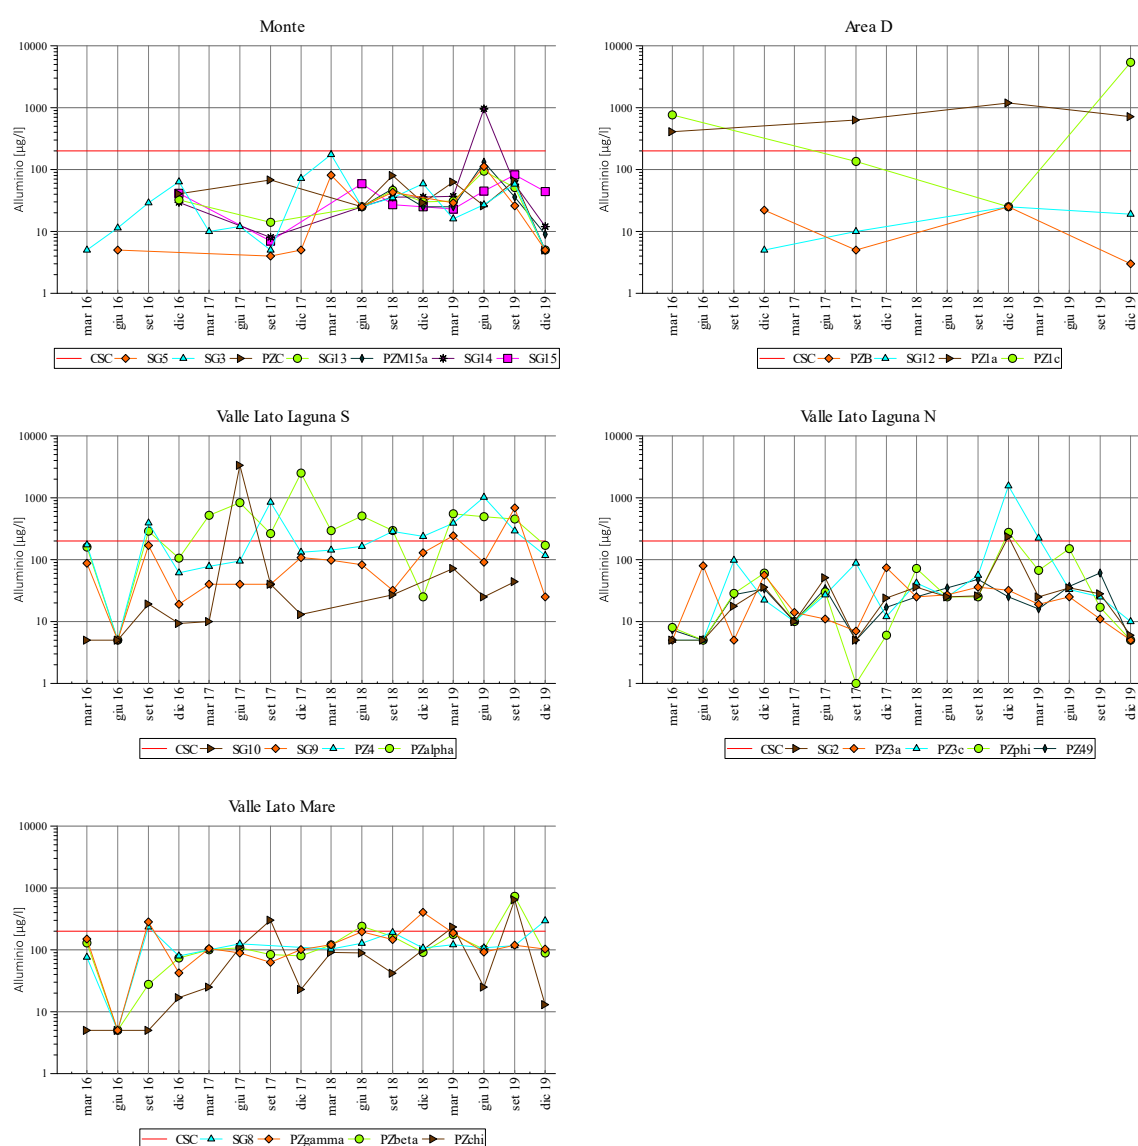 Monte
Alluminio [µg/l]
10000
1000
100
10
1
mar 16
giu 16
set 16
dic 16
mar 17
giu 17
set 17
dic 17
mar 18
giu 18
set 18
dic 18
mar 19
giu 19
set 19
dic 19
CSC SG5 SG3 PZC SG13 PZM15a SG14 SG15
Area D
Alluminio [µg/l]
10000
1000
100
10
1
mar 16
giu 16
set 16
dic 16
mar 17
giu 17
set 17
dic 17
mar 18
giu 18
set 18
dic 18
mar 19
giu 19
set 19
dic 19
CSC PZB SG12 PZ1a PZ1c
Valle Lato Laguna S
Alluminio [µg/l]
10000
1000
100
10
1
mar 16
giu 16
set 16
dic 16
mar 17
giu 17
set 17
dic 17
mar 18
giu 18
set 18
dic 18
mar 19
giu 19
set 19
dic 19
CSC SG10 SG9 PZ4 PZalpha
Valle Lato Laguna N
Alluminio [µg/l]
10000
1000
100
10
1
mar 16
giu 16
set 16
dic 16
mar 17
giu 17
set 17
dic 17
mar 18
giu 18
set 18
dic 18
mar 19
giu 19
set 19
dic 19
CSC SG2 PZ3a PZ3c PZphi PZ49
Valle Lato Mare
Alluminio [µg/l]
10000
1000
100
10
1
mar 16
giu 16
set 16
dic 16
mar 17
giu 17
set 17
dic 17
mar 18
giu 18
set 18
dic 18
mar 19
giu 19
set 19
dic 19
CSC SG8 PZgamma PZbeta PZchi